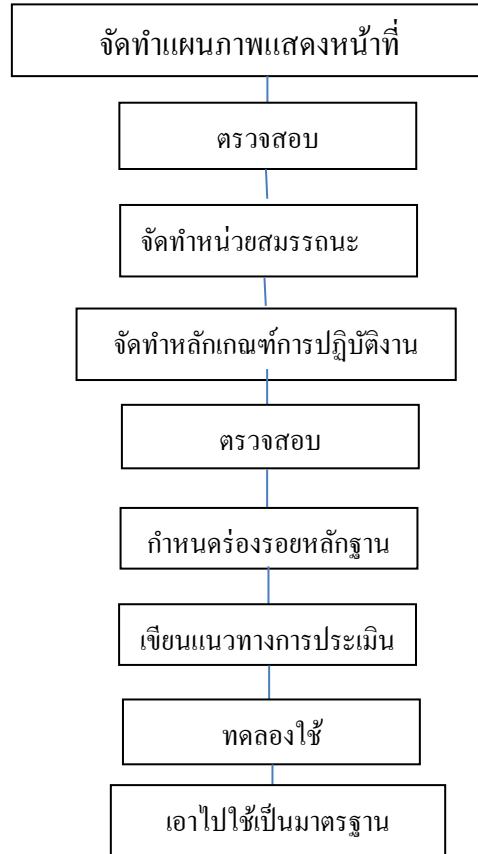 จัดทำแผนภาพแสดงหน้าที่
ตรวจสอบ
จัดทำหน่วยสมรรถนะ
จัดทำหลักเกณฑ์การปฏิบัติงาน
ตรวจสอบ
กำหนดร่องรอยหลักฐาน
เขียนแนวทางการประเมิน
ทดลองใช้
เอาไปใช้เป็นมาตรฐาน